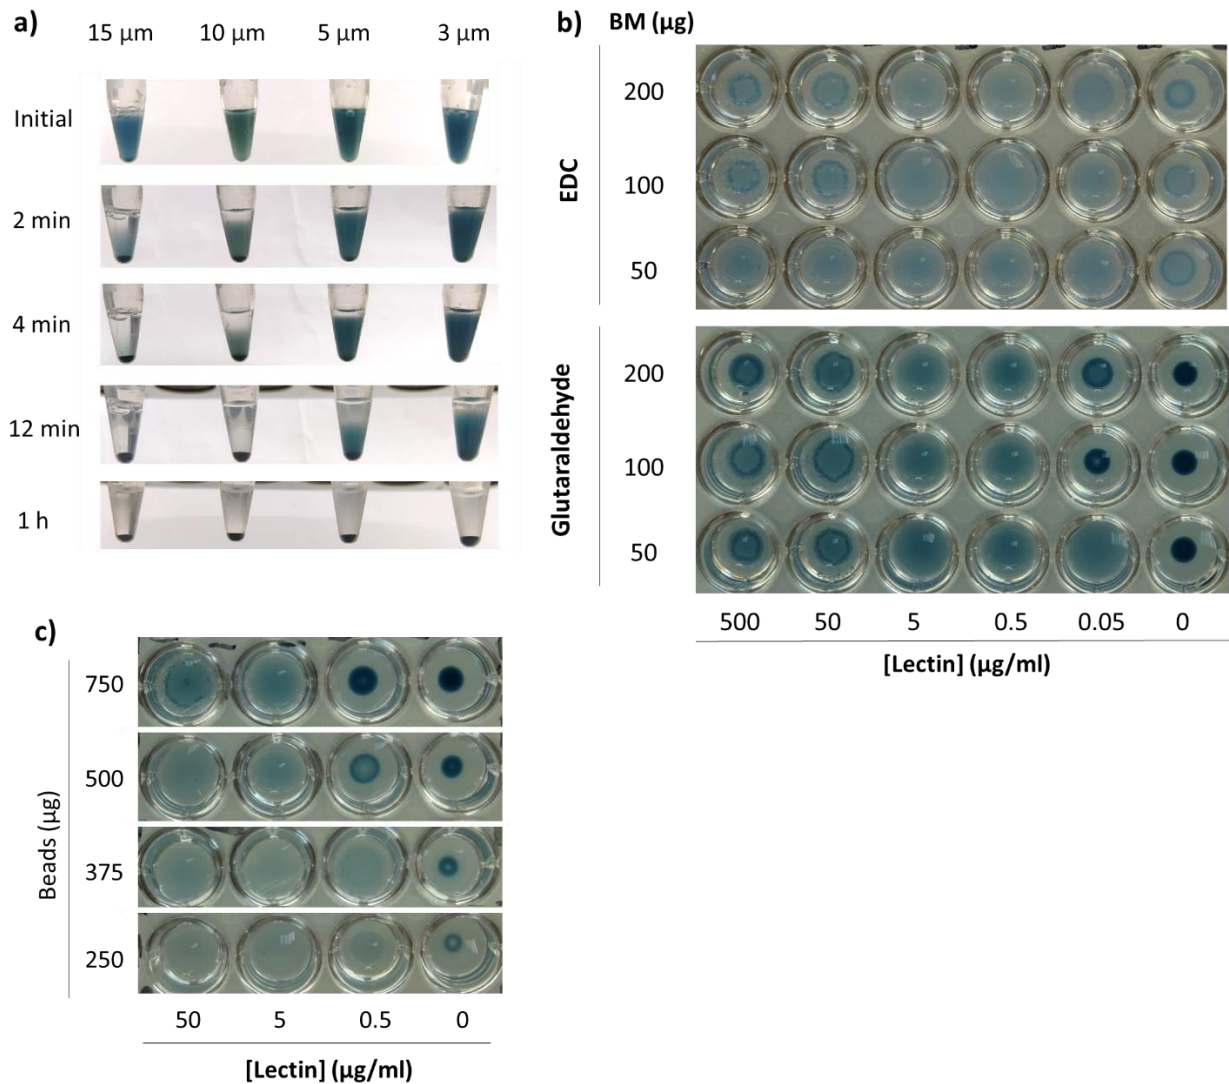 a)
15 µm 10 µm 5 µm 3 µm
Initial
2 min
4 min
12 min
1 h
b)
BM (µg)
EDC
200
100
50
Glutaraldehyde
200
100
50
500 50 5 0.5 0.05 0
[Lectin] (µg/ml)
c)
Beads (µg)
750
500
375
250
50 5 0.5 0
[Lectin] (µg/ml)